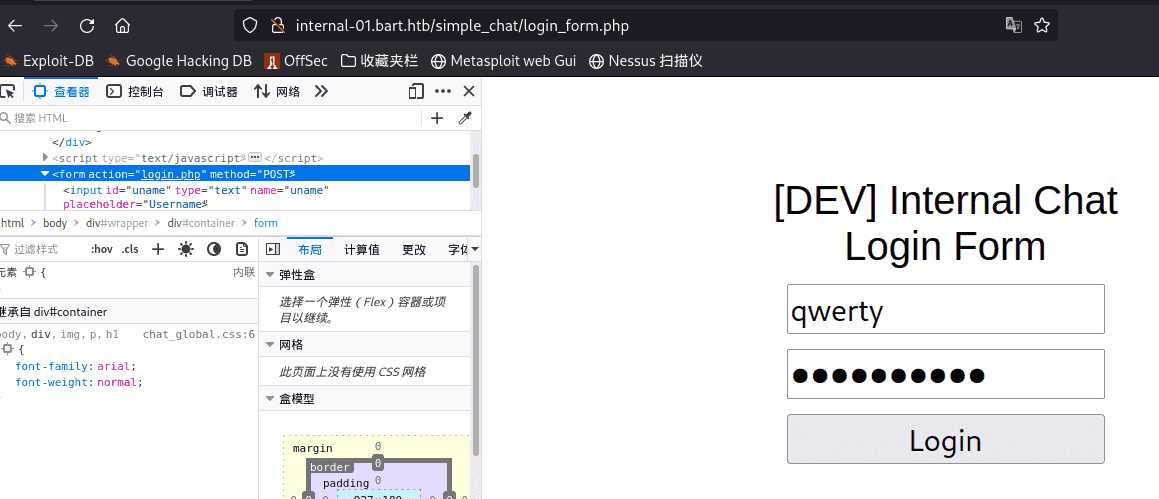 internal-01.bart.htb/simple_chat/login_form.php
Exploit-DB Google Hacking DB OffSec 收藏夹栏 Metasploit web Gui Nessus 扫描仪
查看器 控制台 调试器 网络
搜索 HTML
</div>
<script type="text/javascript" ••• </script>
<form action="login.php" method="POST"
<input id="uname" type="text" name="uname"
placeholder="Username"
html body div#wrapper div#container form
过滤样式 :hov .cls 布局 计算值 更改 字体
元素 { 内联
继承自 div#container
body, div, img, p, h1 chat_global.css:6
{
font-family: arial;
font-weight: normal;
弹性盒
选择一个弹性（Flex）容器或项
目以继续。
网格
此页面上没有使用 CSS 网格
盒模型
margin 0
border 0
padding 0
[DEV] Internal Chat
Login Form
qwerty
●●●●●●●●●●
Login